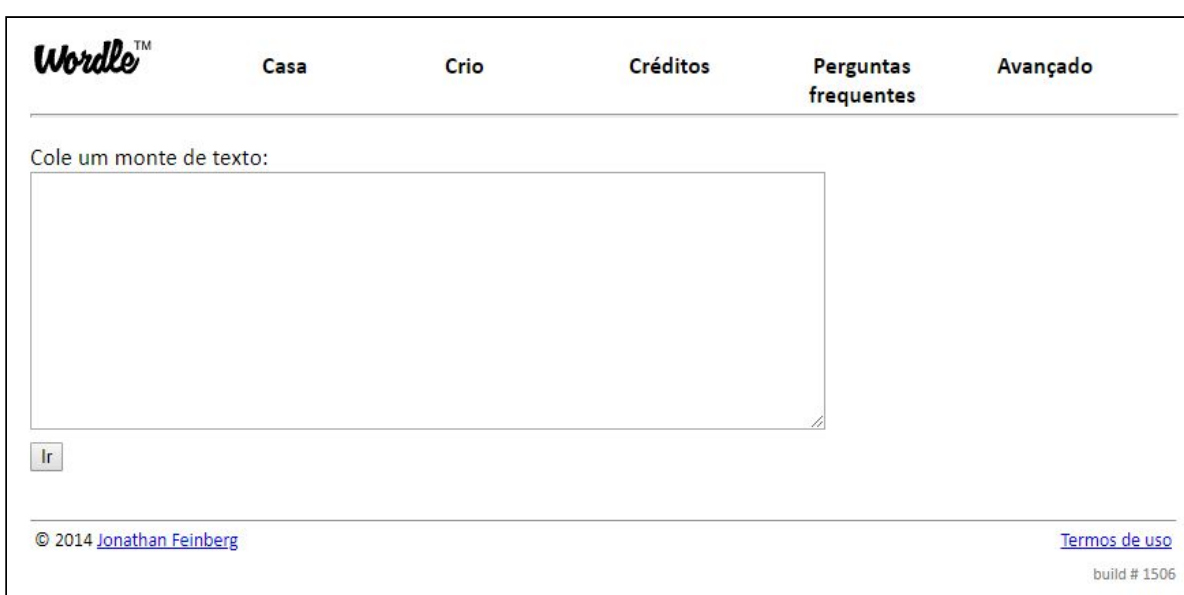 Wordle™
Casa
Crio
Créditos
Perguntas
frequentes
Avançado
Cole um monte de texto:
Ir
© 2014 Jonathan Feinberg
Termos de uso
build # 1506